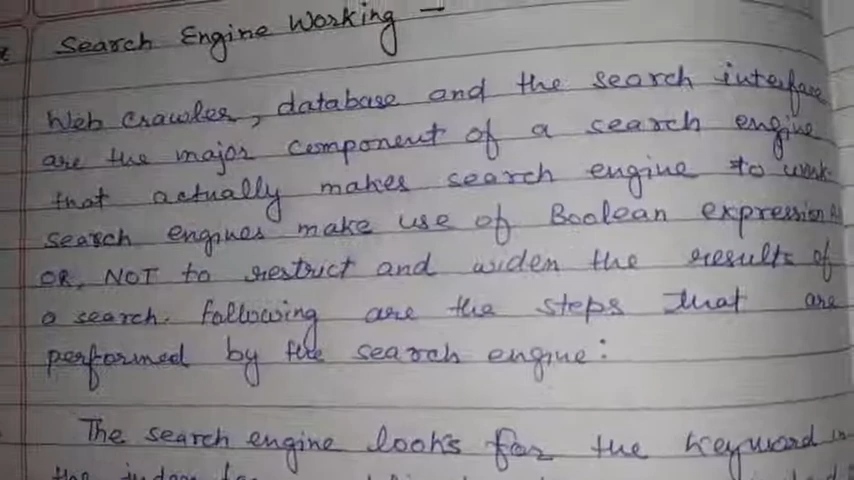 Search Engine Working -
Web crawler, database and the search interface
are the major component of a search engine
that actually makes search engine to work
search engines make use of Boolean expression
OR, NOT to restrict and widen the results of
a search. following are the steps that are
performed by the search engine:
The search engine looks for the keyword in
the index for